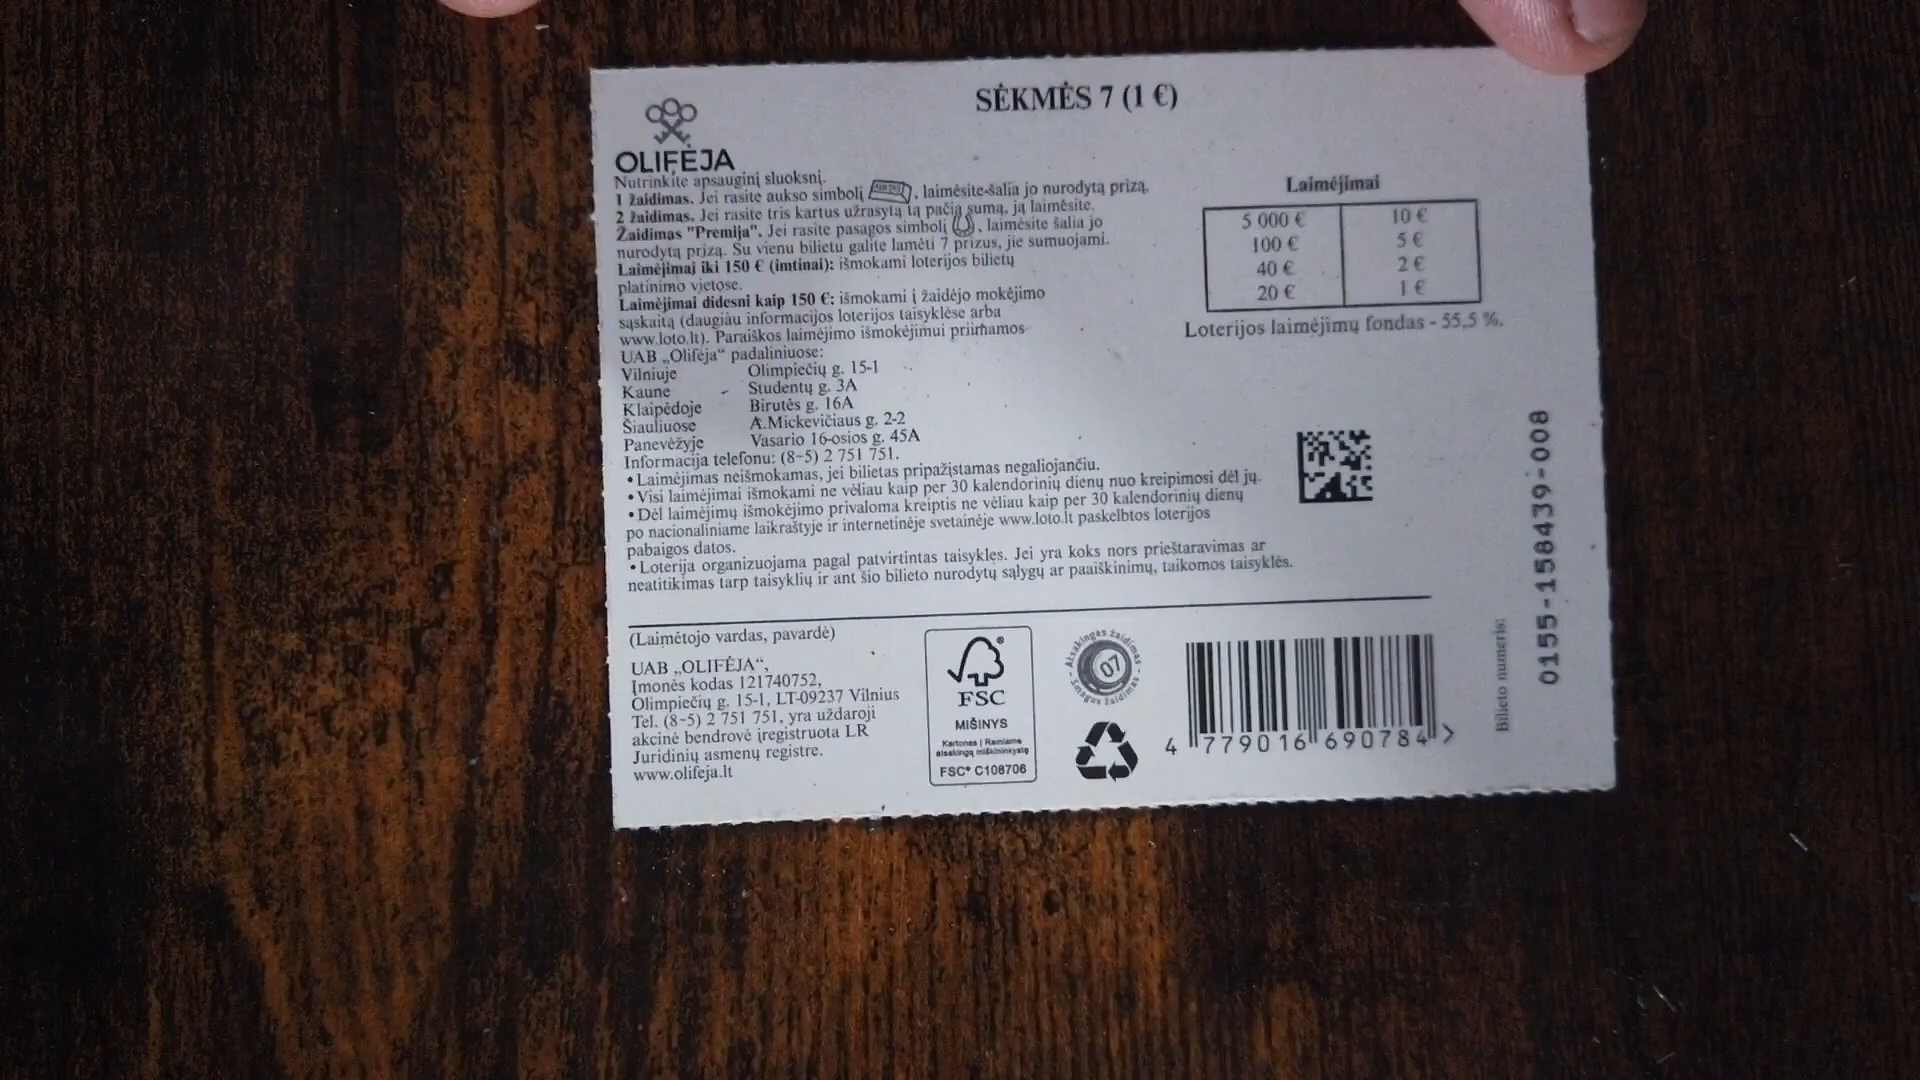 SĖKMĖS 7 (1 €)
OLIFĖJA
Nutrinkite apsauginį sluoksnį.
1 žaidimas. Jei rasite aukso simbolį , laimėsite šalia jo nurodytą prizą.
2 žaidimas. Jei rasite tris kartus užrašytą tą pačią sumą, ją laimėsite.
Žaidimas "Premija". Jei rasite pasagos simbolį , laimėsite šalia jo
nurodytą prizą. Su vienu bilietu galite lamėti 7 prizus, jie sumuojami.
Laimėjimai iki 150 € (imtinai): išmokami loterijos bilietų
platinimo vietose.
Laimėjimai didesni kaip 150 €: išmokami į žaidėjo mokėjimo
sąskaitą (daugiau informacijos loterijos taisyklėse arba
www.loto.lt). Paraiškos laimėjimo išmokėjimui priimamos
UAB „Olifėja“ padaliniuose:
Vilniuje Olimpiečių g. 15-1
Kaune Studentų g. 3A
Klaipėdoje Birutės g. 16A
Šiauliuose A.Mickevičiaus g. 2-2
Panevėžyje Vasario 16-osios g. 45A
Informacija telefonu: (8-5) 2 751 751.
• Laimėjimas neišmokamas, jei bilietas pripažįstamas negaliojančiu.
• Visi laimėjimai išmokami ne vėliau kaip per 30 kalendorinių dienų nuo kreipimosi dėl jų.
• Dėl laimėjimų išmokėjimo privaloma kreiptis ne vėliau kaip per 30 kalendorinių dienų
po nacionaliniame laikraštyje ir internetinėje svetainėje www.loto.lt paskelbtos loterijos
pabaigos datos.
• Loterija organizuojama pagal patvirtintas taisykles. Jei yra koks nors prieštaravimas ar
neatitikimas tarp taisyklių ir ant šio bilieto nurodytų sąlygų ar paaiškinimų, taikomos taisyklės.
Laimėjimai
5 000 € 10 €
100 € 5 €
40 € 2 €
20 € 1 €
Loterijos laimėjimų fondas - 55,5 %.
(Laimėtojo vardas, pavardė)
UAB „OLIFĖJA“,
Įmonės kodas 121740752,
Olimpiečių g. 15-1, LT-09237 Vilnius
Tel. (8-5) 2 751 751, yra uždaroji
akcinė bendrovė įregistruota LR
Juridinių asmenų registre.
www.olifeja.lt
FSC
MIŠINYS
Kartonas | Remiame
atsakingą miškininkystę
FSC® C108706
Atsakingas žaidimas - Smagus žaidimas
07
4 779016 690784 >
Bilieto numeris:
0155-158439-008